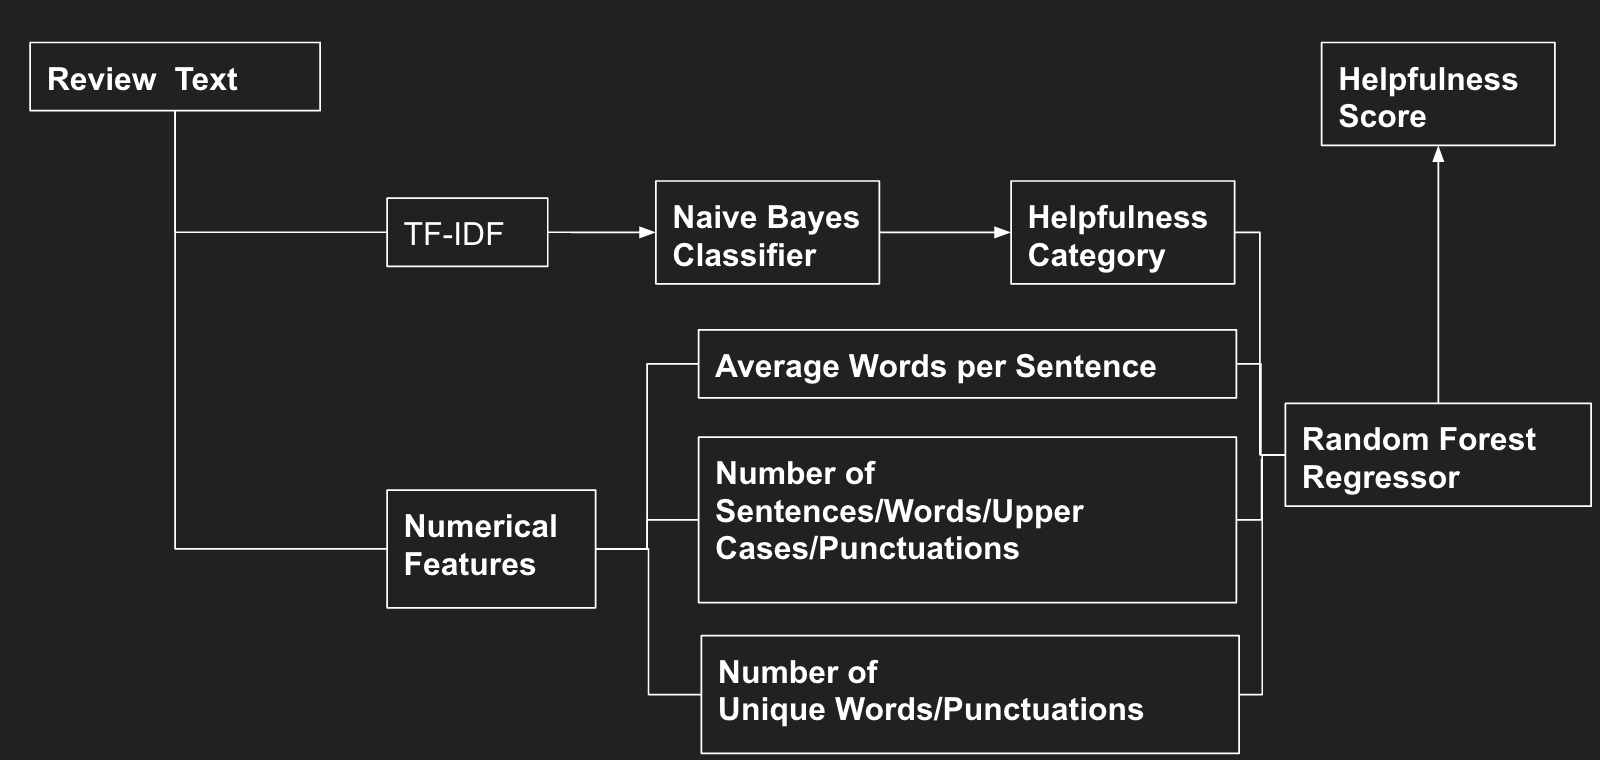 Review  Text
Helpfulness
Score
TF-IDF
Naive Bayes
Classifier
Helpfulness
Category
Average Words per Sentence
Number of
Sentences/Words/Upper
Cases/Punctuations
Random Forest
Regressor
Numerical
Features
Number of
Unique Words/Punctuations